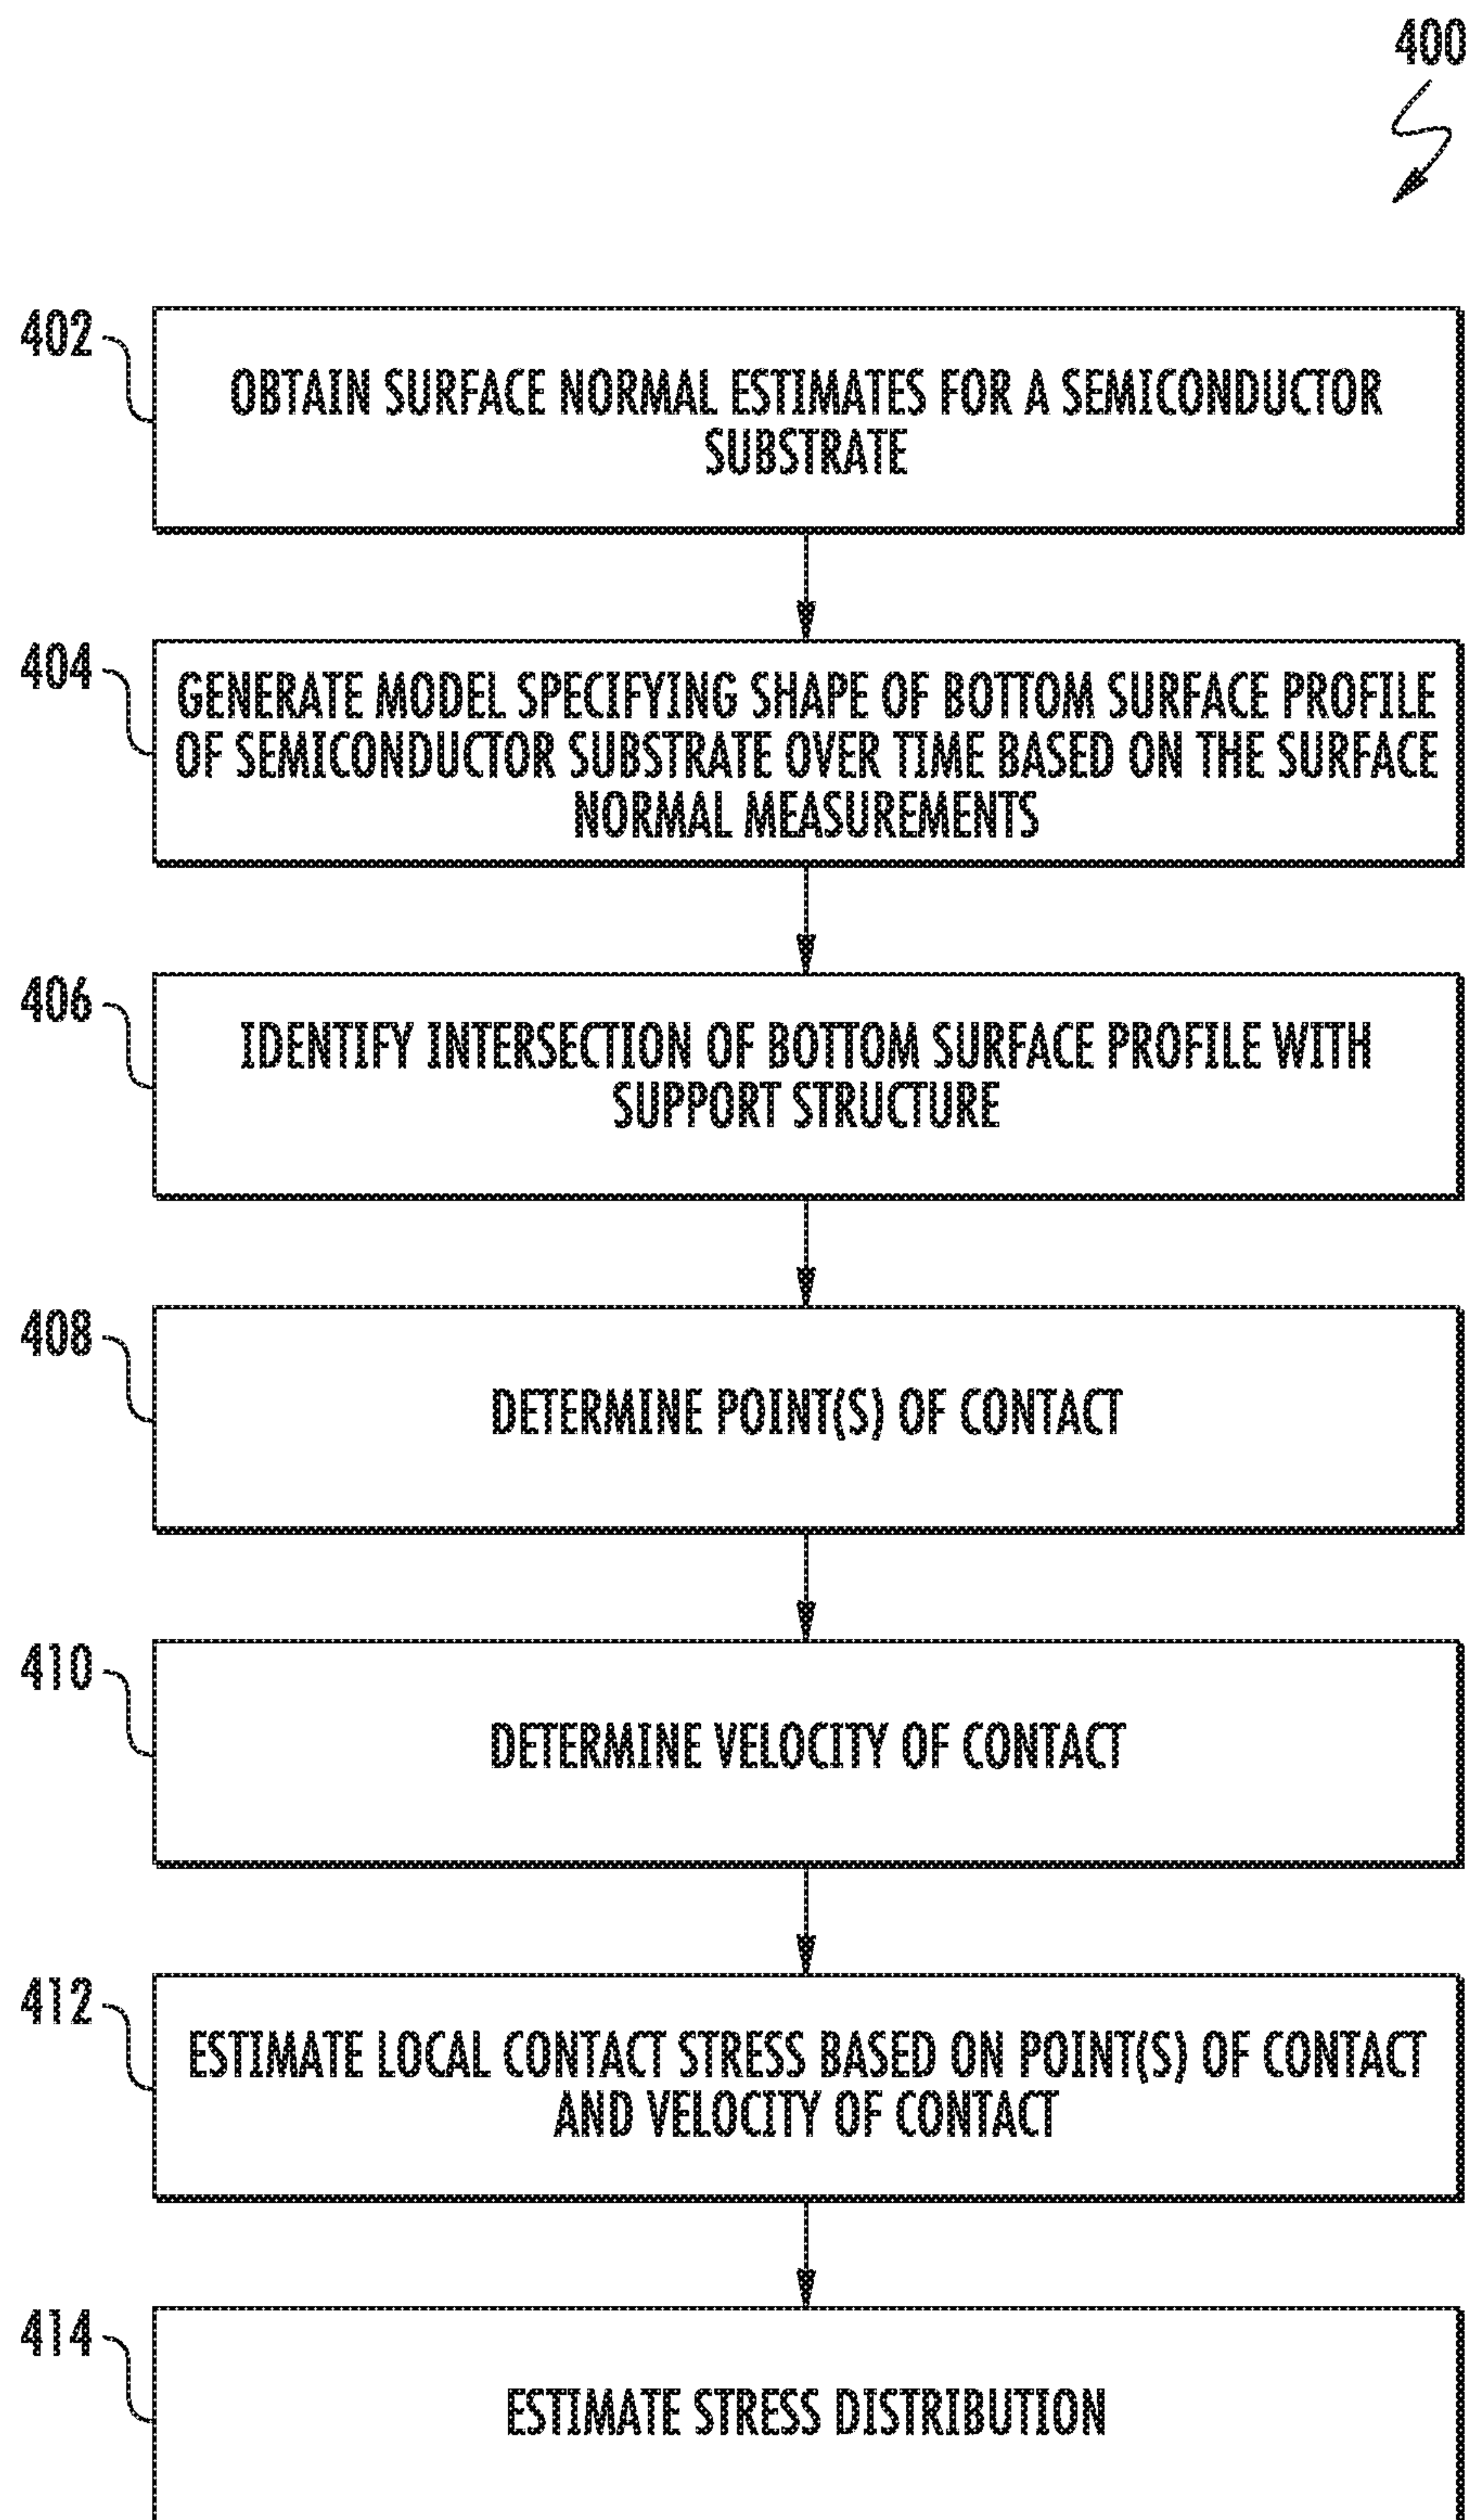 400
402
OBTAIN SURFACE NORMAL ESTIMATES FOR A SEMICONDUCTOR
SUBSTRATE
404
GENERATE MODEL SPECIFYING SHAPE OF BOTTOM SURFACE PROFILE
OF SEMICONDUCTOR SUBSTRATE OVER TIME BASED ON THE SURFACE
NORMAL MEASUREMENTS
406
IDENTIFY INTERSECTION OF BOTTOM SURFACE PROFILE WITH
SUPPORT STRUCTURE
408
DETERMINE POINT(S) OF CONTACT
410
DETERMINE VELOCITY OF CONTACT
412
ESTIMATE LOCAL CONTACT STRESS BASED ON POINT(S) OF CONTACT
AND VELOCITY OF CONTACT
414
ESTIMATE STRESS DISTRIBUTION